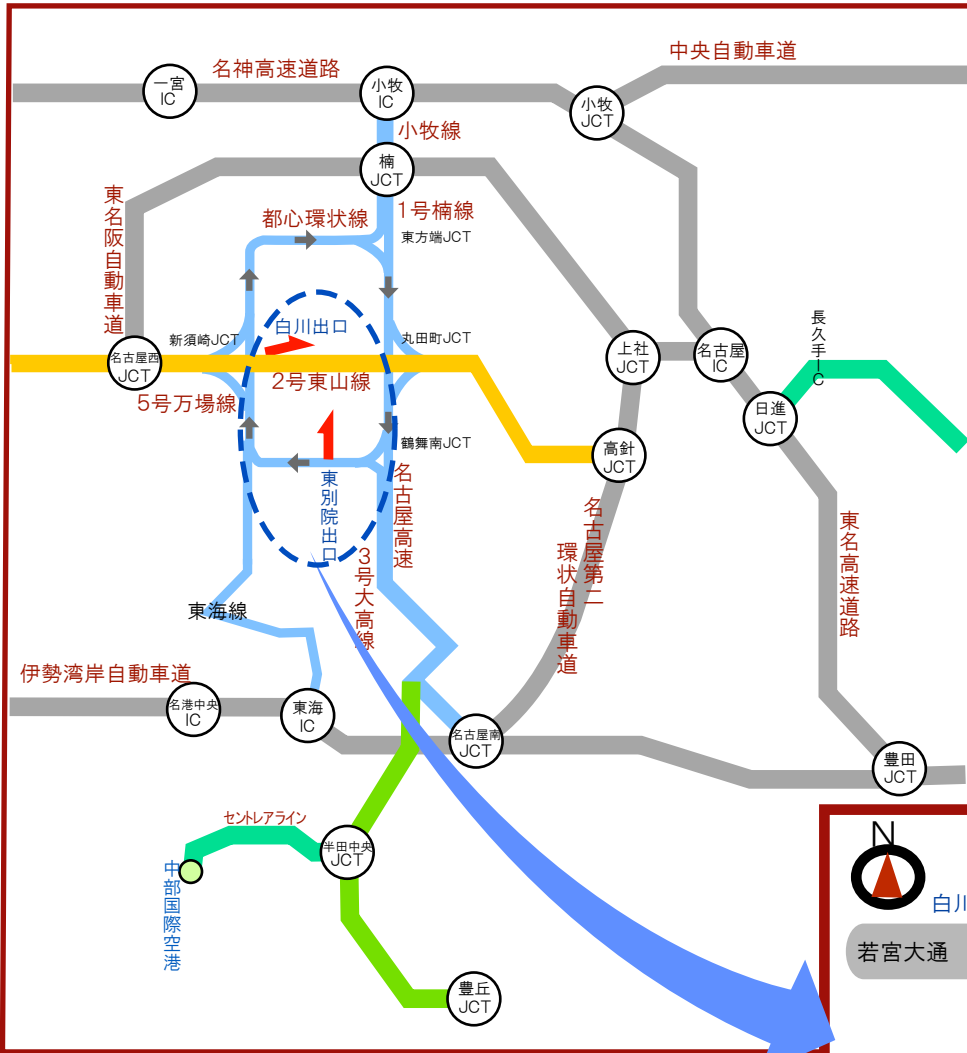 中央自動車道
名神高速道路
一宮
IC
小牧
IC
小牧
JCT
小牧線
楠
JCT
東名阪自動車道
都心環状線
1号楠線
東方端JCT
新須崎JCT
白川出口
丸田町JCT
長久手IC
名古屋西
JCT
2号東山線
上社
JCT
名古屋
IC
5号万場線
日進
JCT
鶴舞南JCT
高針
JCT
東別院出口
名古屋高速
3号大高線
名古屋第二
環状自動車道
東名高速道路
東海線
伊勢湾岸自動車道
名港中央
IC
東海
IC
名古屋南
JCT
豊田
JCT
セントレアライン
半田中央
JCT
中部国際空港
豊丘
JCT
N
白川
若宮大通